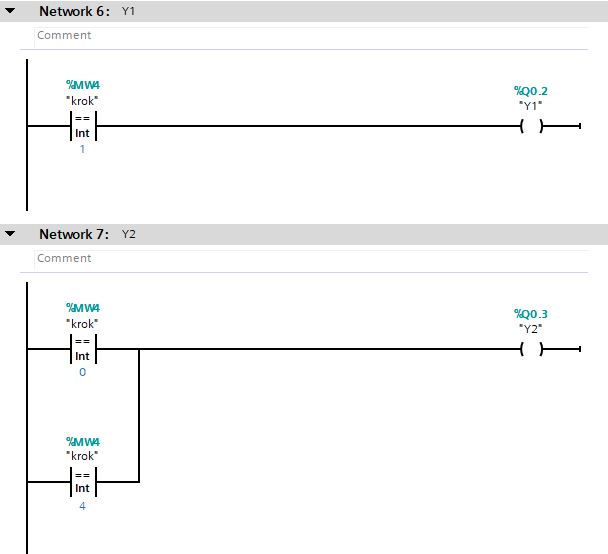 Network 6: Y1
Comment
%MW4
"krok"
==
Int
1
%Q0.2
"Y1"
Network 7: Y2
Comment
%MW4
"krok"
==
Int
0
%Q0.3
"Y2"
%MW4
"krok"
==
Int
4